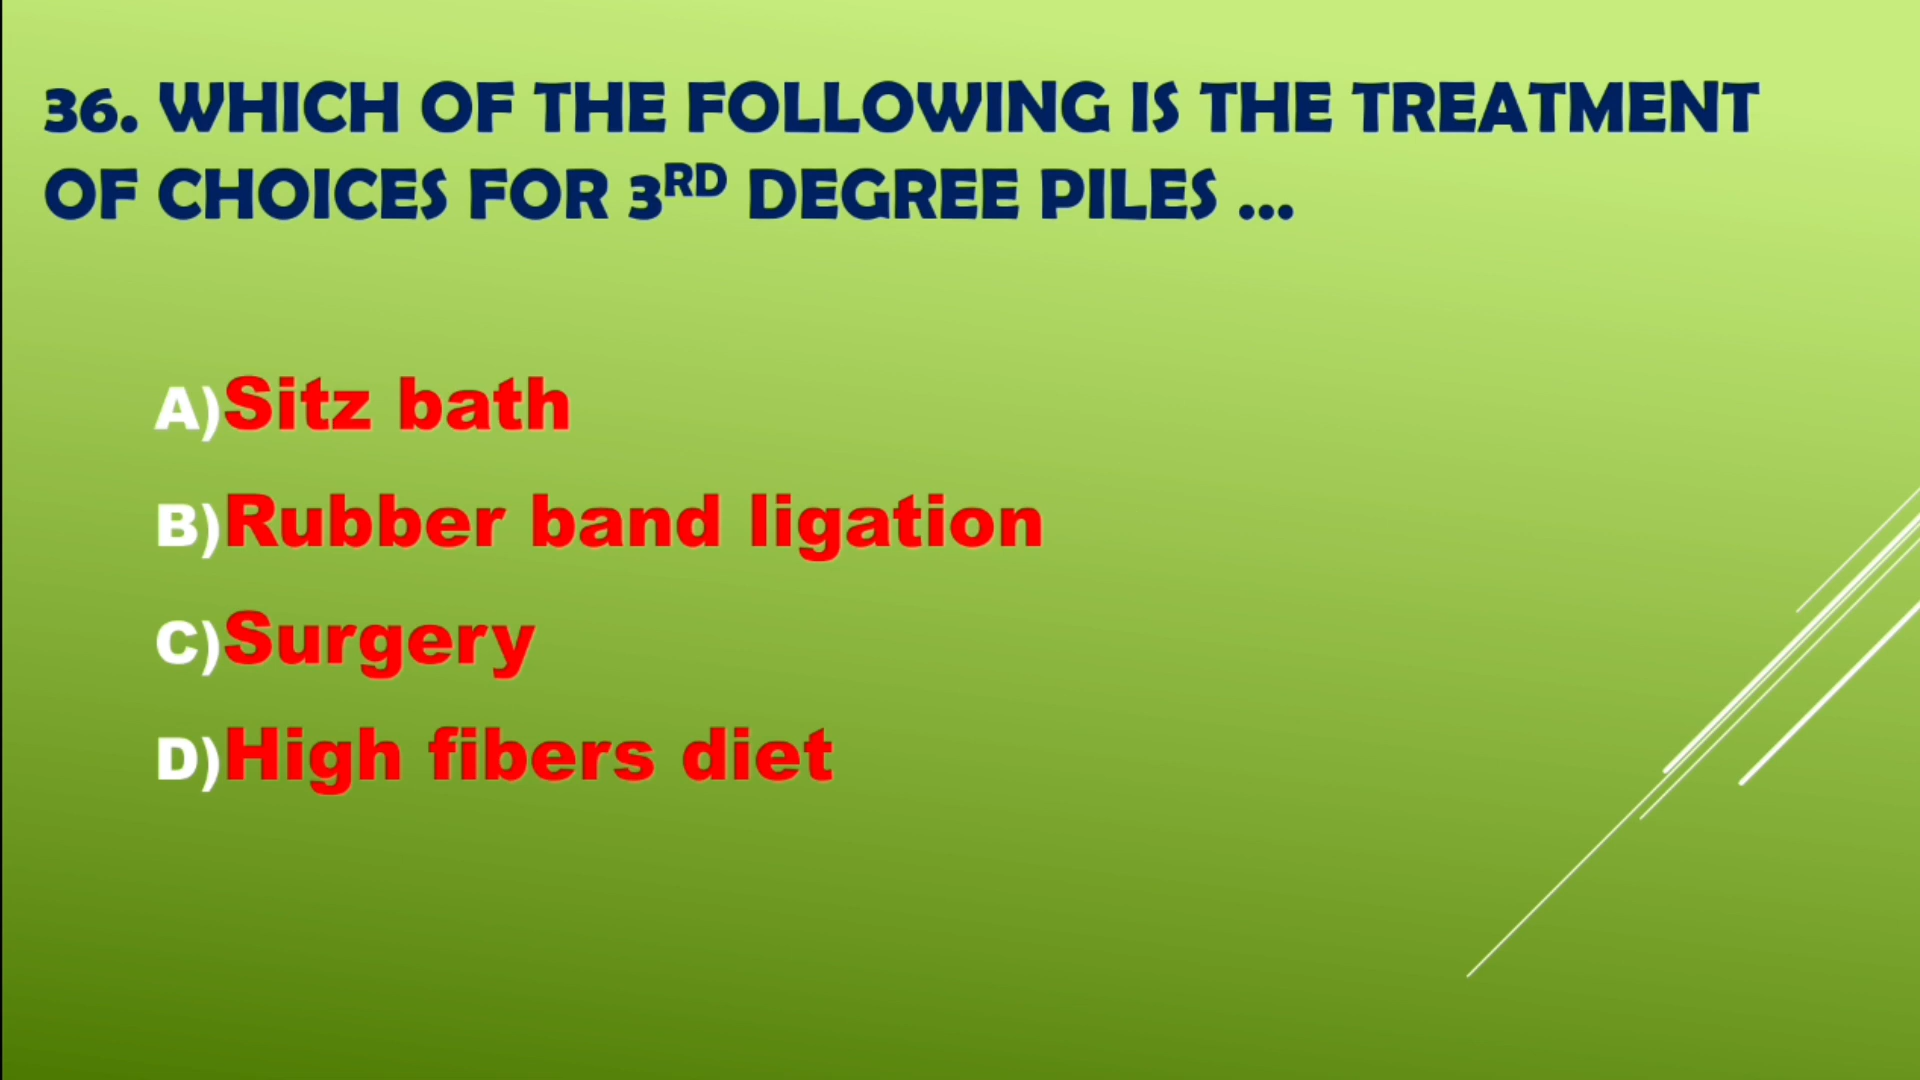 36. WHICH OF THE FOLLOWING IS THE TREATMENT
OF CHOICES FOR 3RD DEGREE PILES ...
A)Sitz bath
B)Rubber band ligation
C)Surgery
D)High fibers diet